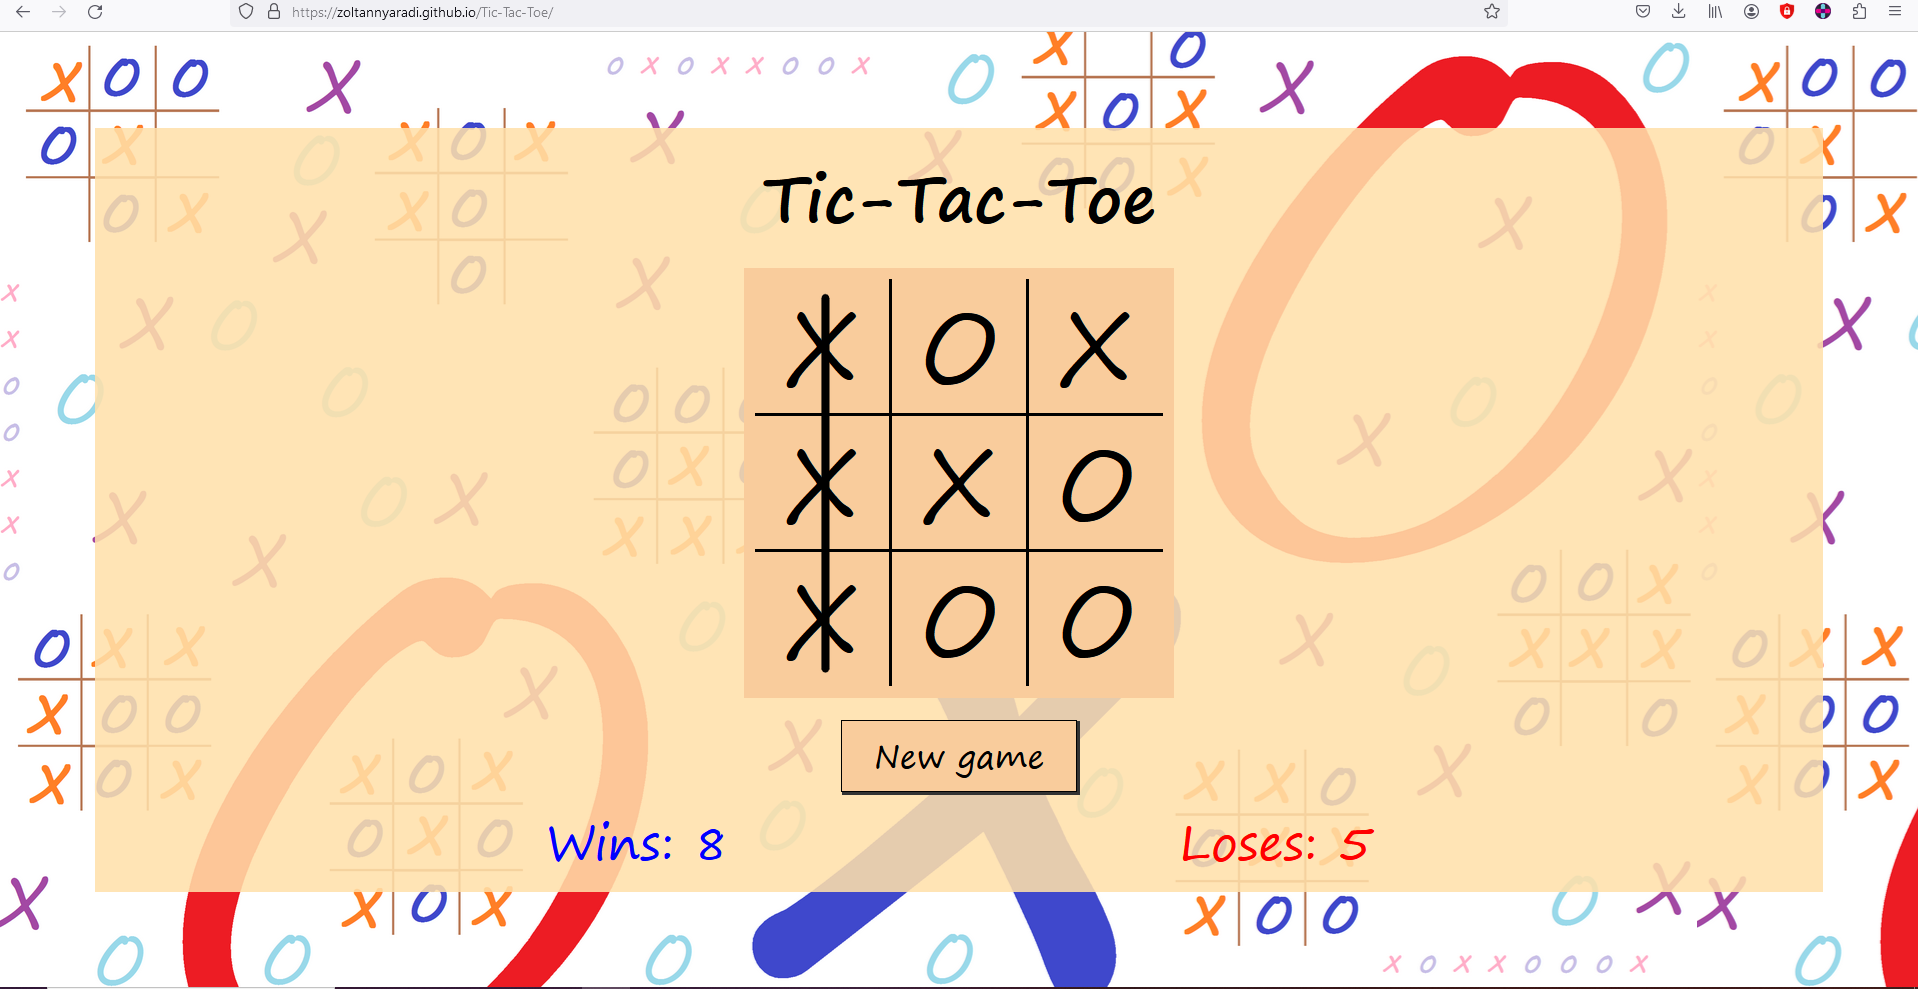 https://zoltannyaradi.github.io/Tic-Tac-Toe/
Tic-Tac-Toe
X O X
X X O
X O O
New game
Wins: 8
Loses: 5